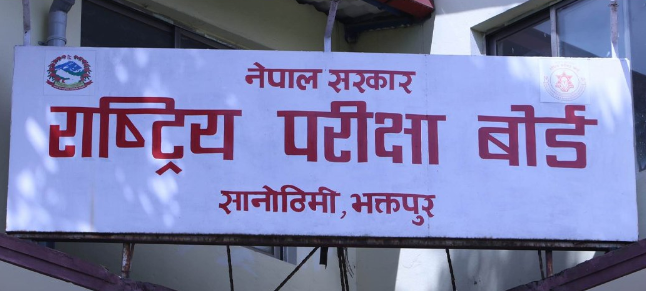 नेपाल सरकार
राष्ट्रिय परीक्षा बोर्ड
सानोठिमी, भक्तपुर